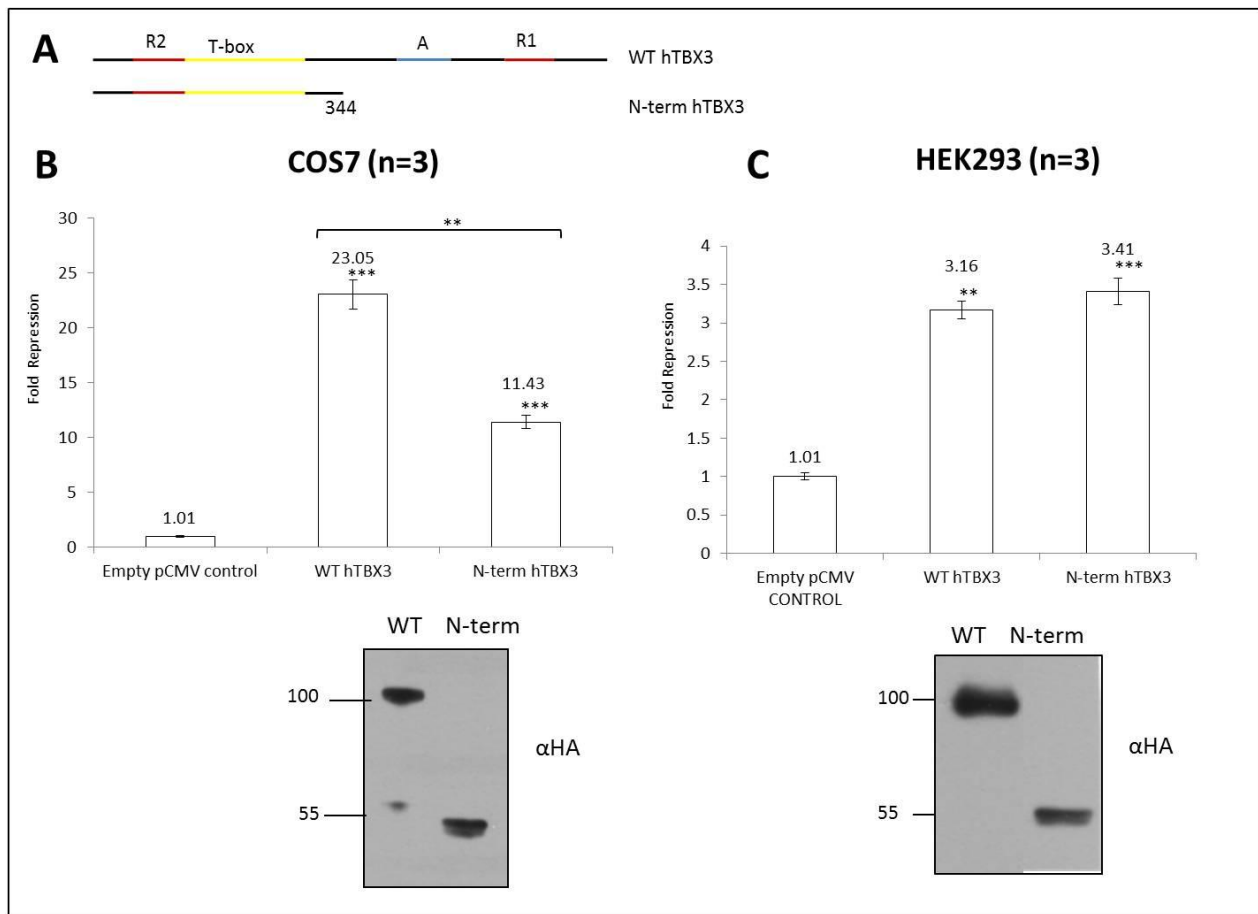 A
R2
T-box
A
R1
WT hTBX3
344
N-term hTBX3
B
COS7 (n=3)
**
30
25
20
15
10
5
0
Fold Repression
1.01
23.05
***
11.43
***
Empty pCMV control
WT hTBX3
N-term hTBX3
WT N-term
100
55
αHA
C
HEK293 (n=3)
4
3.5
3
2.5
2
1.5
1
0.5
0
Fold Repression
1.01
3.16
**
3.41
***
Empty pCMV
CONTROL
WT hTBX3
N-term hTBX3
WT N-term
100
55
αHA